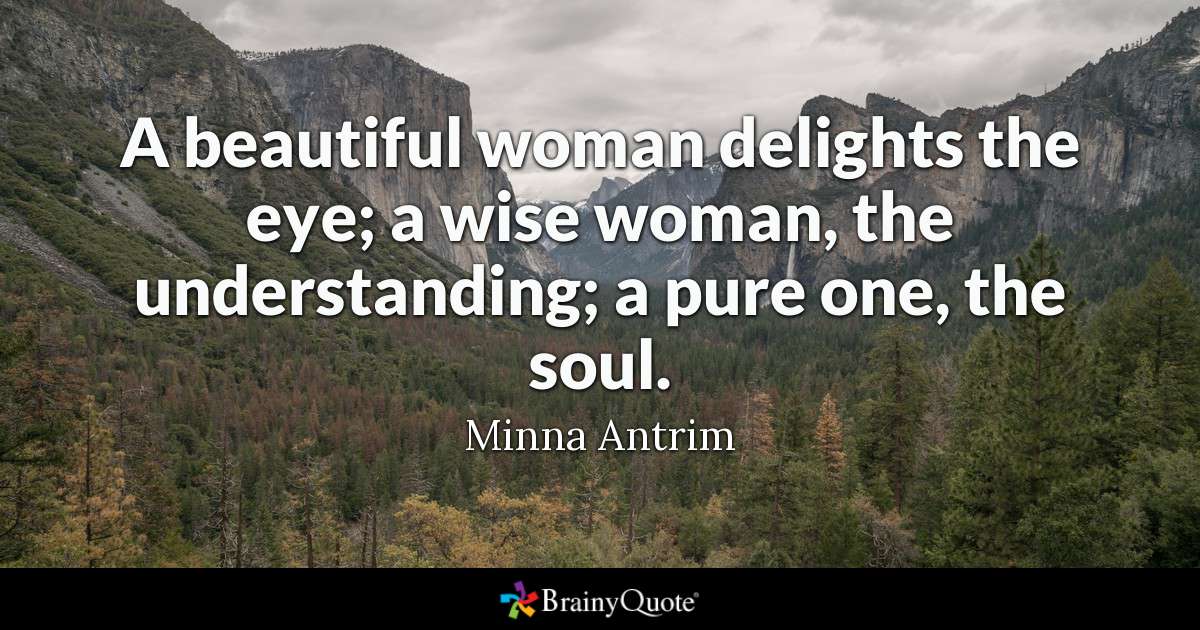 A beautiful woman delights the
eye; a wise woman, the
understanding; a pure one, the
soul.
Minna Antrim
BrainyQuote®